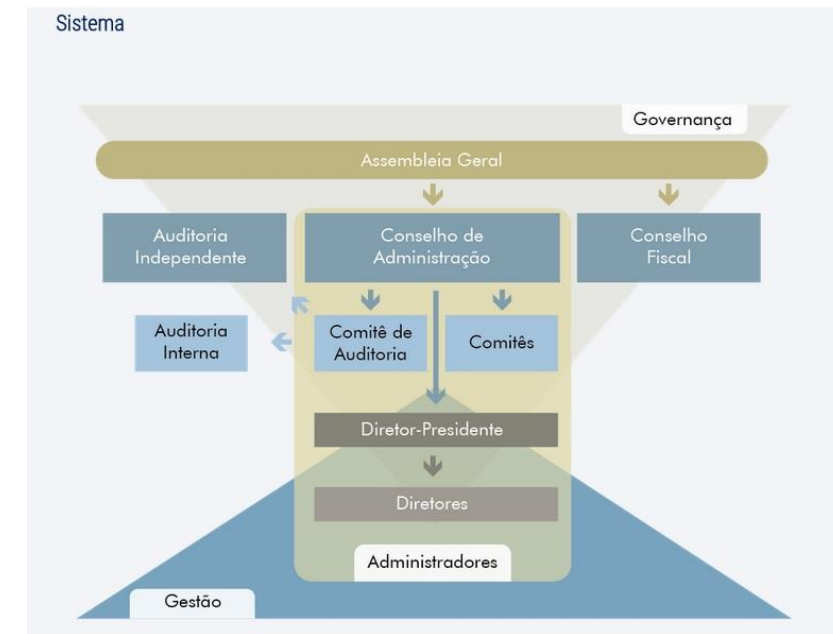 Sistema
Governança
Assembleia Geral
Auditoria
Independente
Conselho de
Administração
Conselho
Fiscal
Auditoria
Interna
Comitê de
Auditoria
Comitês
Diretor-Presidente
Diretores
Administradores
Gestão